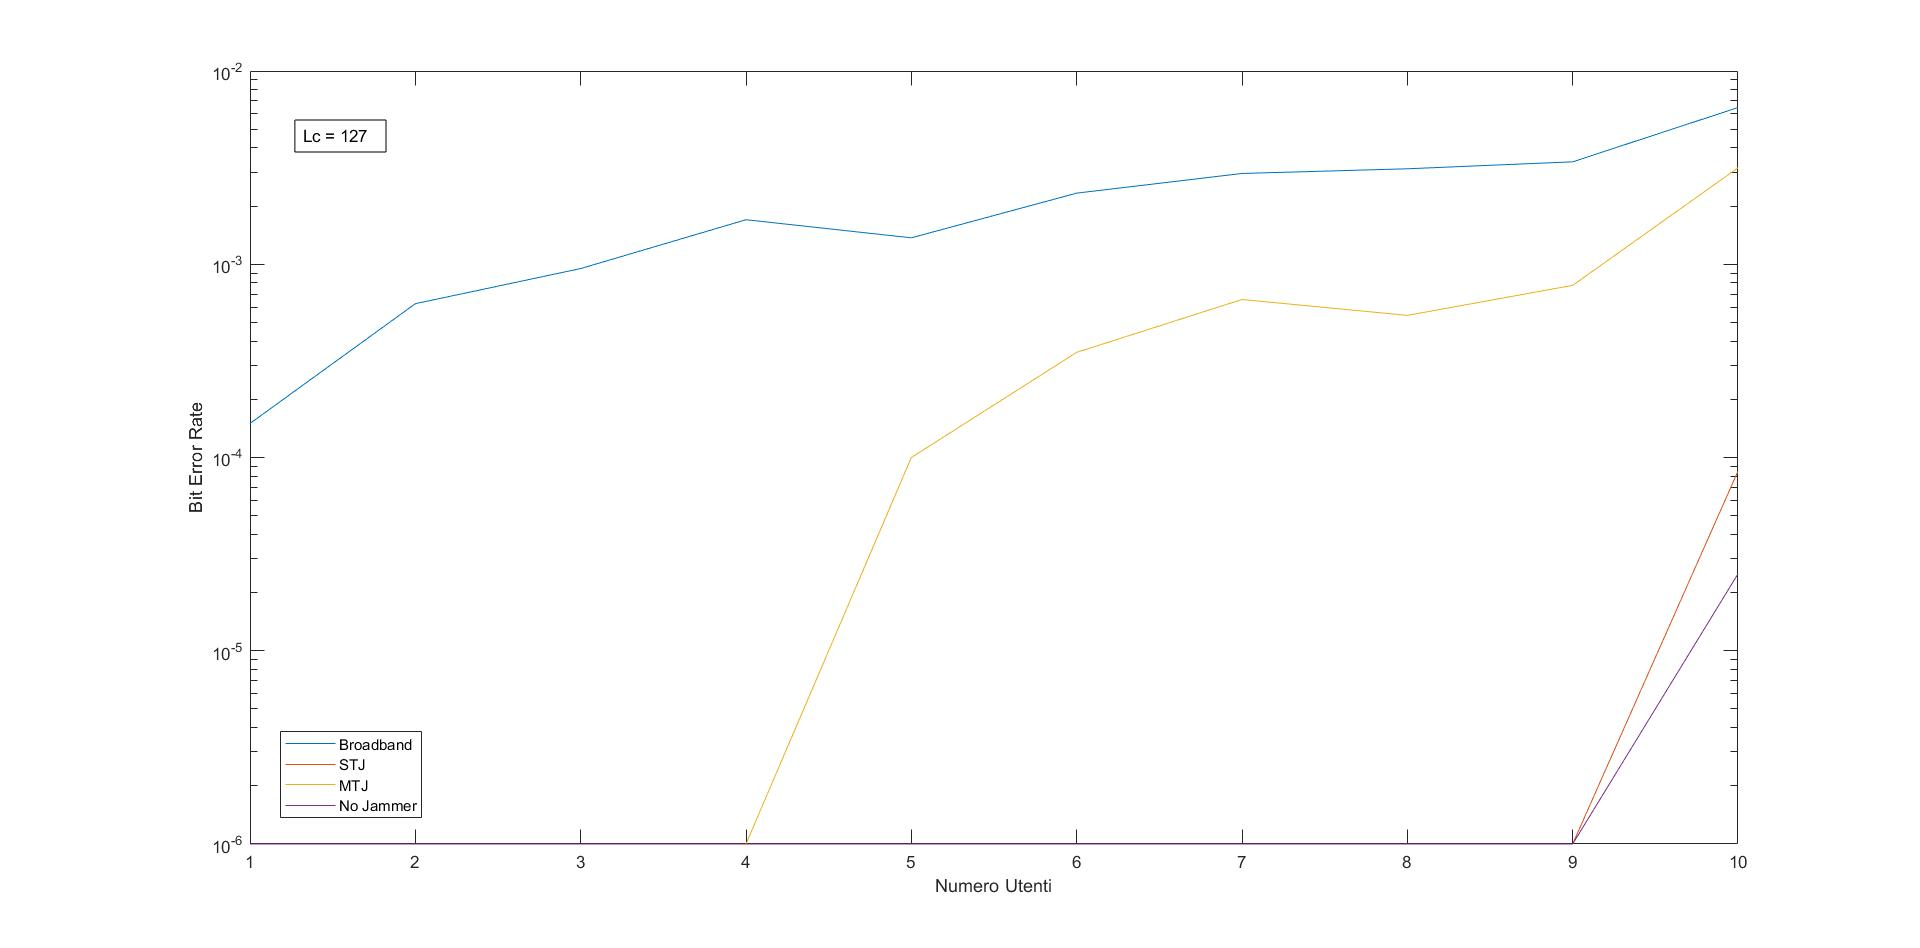 10-2
Lc = 127
10-3
10-4
Bit Error Rate
10-5
Broadband
STJ
MTJ
No Jammer
10-6
1 2 3 4 5 6 7 8 9 10
Numero Utenti